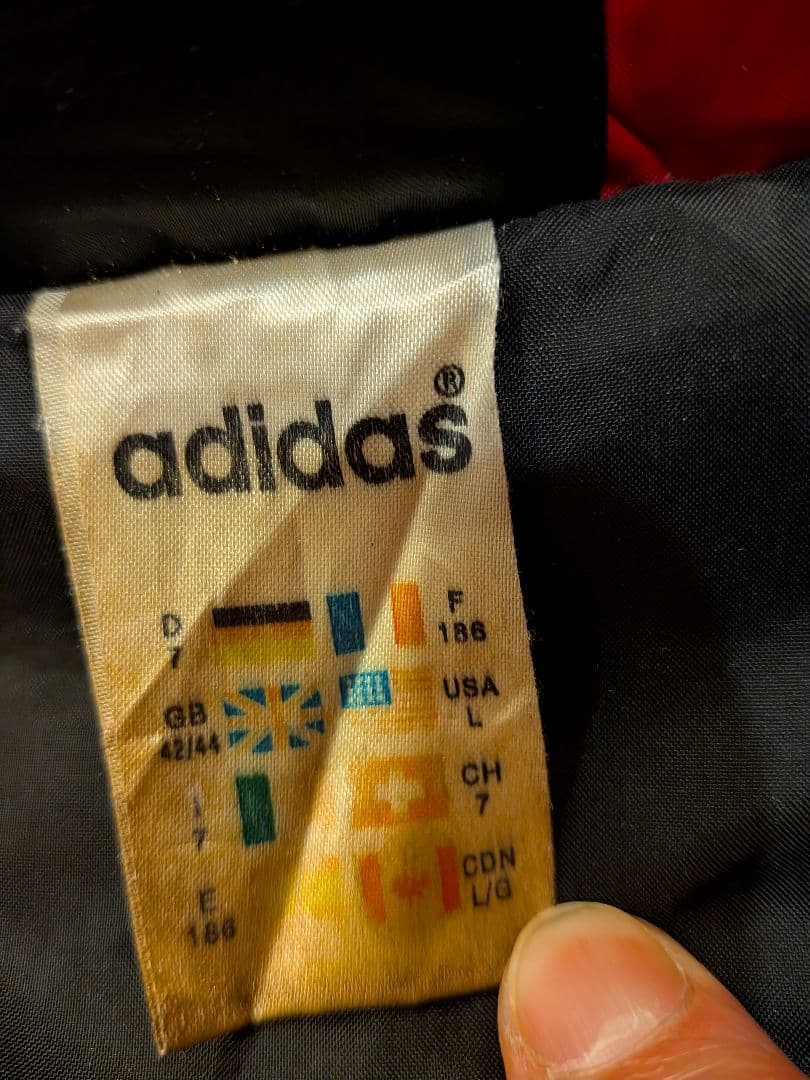 adidas®
D
7
F
186
GB
42/44
USA
L
I
7
CH
7
E
186
CDN
L/G